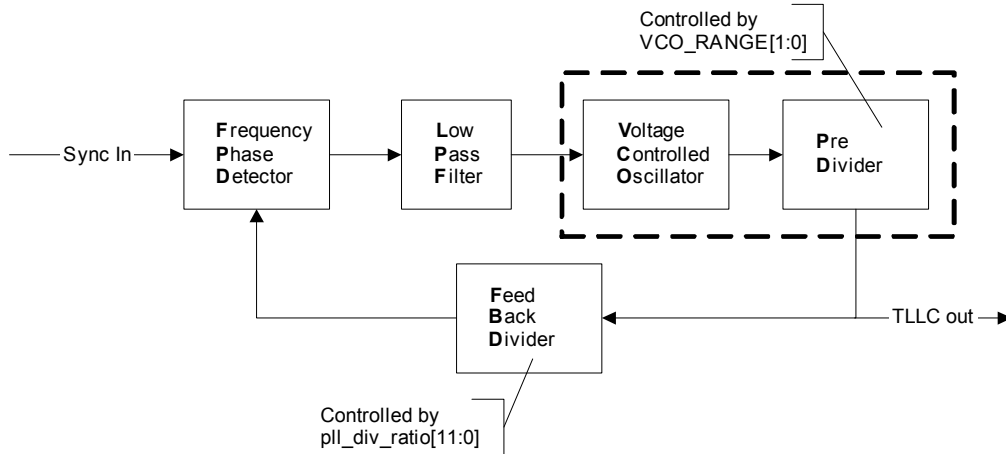 Controlled by
VCO_RANGE[1:0]
Sync In
Frequency
Phase
Detector
Low
Pass
Filter
Voltage
Controlled
Oscillator
Pre
Divider
Feed
Back
Divider
TLLC out
Controlled by
pll_div_ratio[11:0]